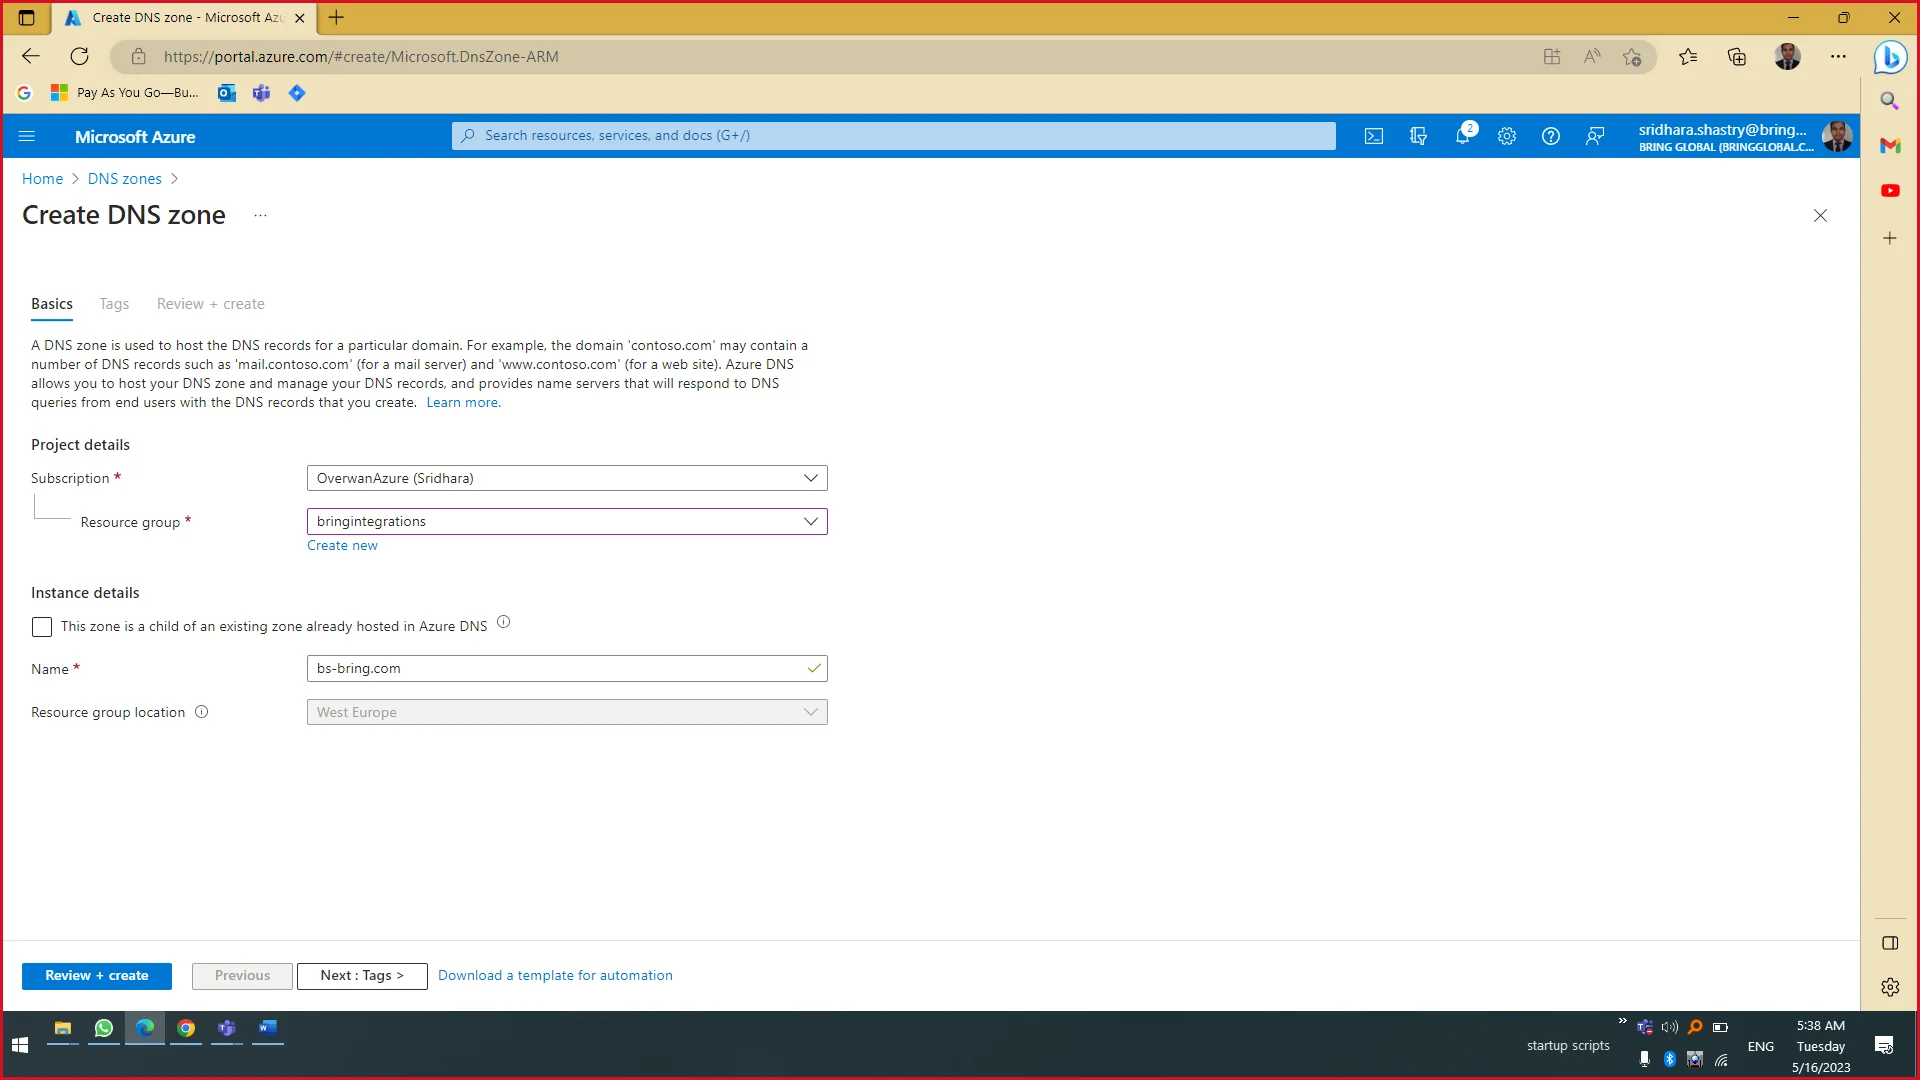 Create DNS zone - Microsoft Azu
https://portal.azure.com/#create/Microsoft.DnsZone-ARM
Pay As You Go—Bu...
Microsoft Azure
Search resources, services, and docs (G+/)
2
sridhara.shastry@bring...
BRING GLOBAL (BRINGGLOBAL.C...
Home > DNS zones >
Create DNS zone ...
Basics Tags Review + create
A DNS zone is used to host the DNS records for a particular domain. For example, the domain 'contoso.com' may contain a
number of DNS records such as 'mail.contoso.com' (for a mail server) and 'www.contoso.com' (for a web site). Azure DNS
allows you to host your DNS zone and manage your DNS records, and provides name servers that will respond to DNS
queries from end users with the DNS records that you create. Learn more.
Project details
Subscription * OverwanAzure (Sridhara)
Resource group * bringintegrations
Create new
Instance details
This zone is a child of an existing zone already hosted in Azure DNS
Name * bs-bring.com
Resource group location West Europe
Review + create Previous Next : Tags > Download a template for automation
startup scripts
ENG
5:38 AM
Tuesday
5/16/2023